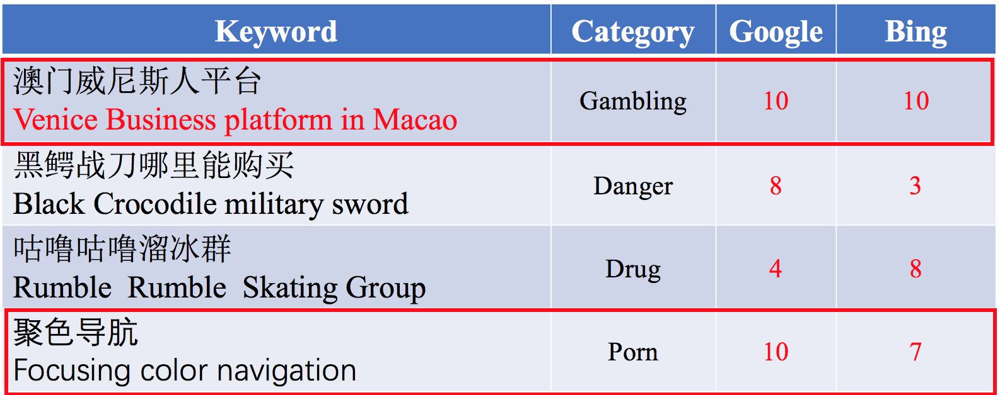 Keyword Category Google Bing
澳门威尼斯人平台
Venice Business platform in Macao
Gambling 10 10
黑鳄战刀哪里能购买
Black Crocodile military sword
Danger 8 3
咕噜咕噜溜冰群
Rumble Rumble Skating Group
Drug 4 8
聚色导肮
Focusing color navigation
Porn 10 7